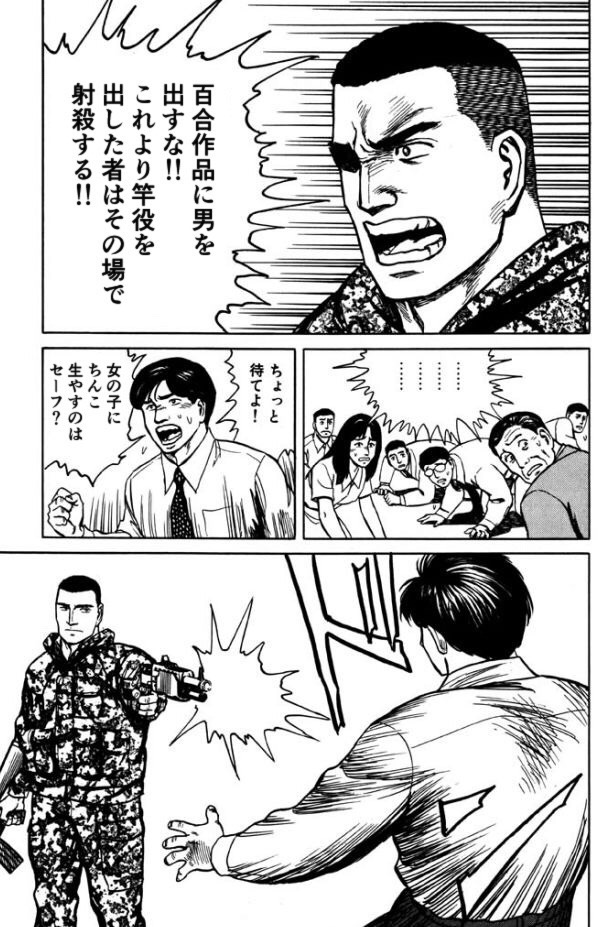 百合作品に男を
出すな!!
これより竿役を
出した者はその場で
射殺する!!
…………
…………
ちょっと
待てよ!
女の子に
ちんこ
生やすのは
セーフ?